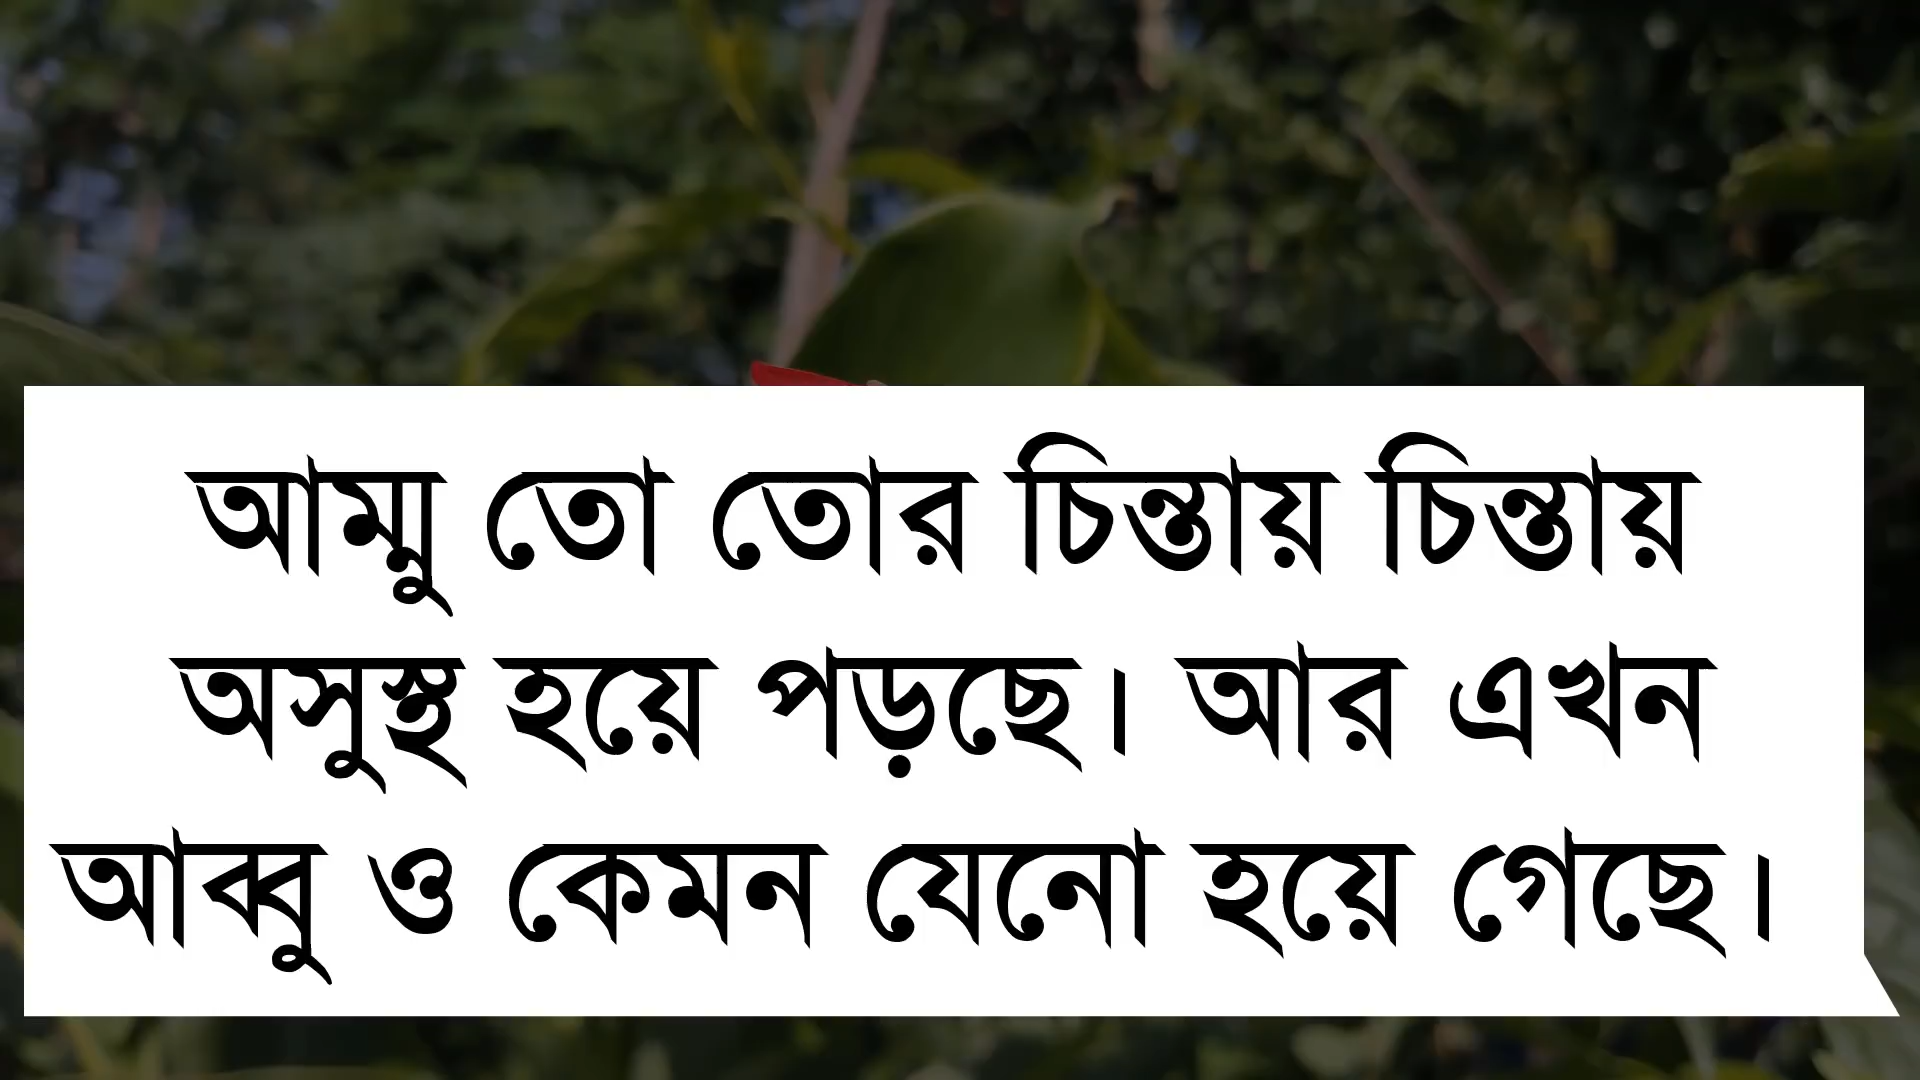 আম্মু তো তোর চিন্তায় চিন্তায়
অসুস্থ হয়ে পড়ছে। আর এখন
আব্বু ও কেমন যেনো হয়ে গেছে।